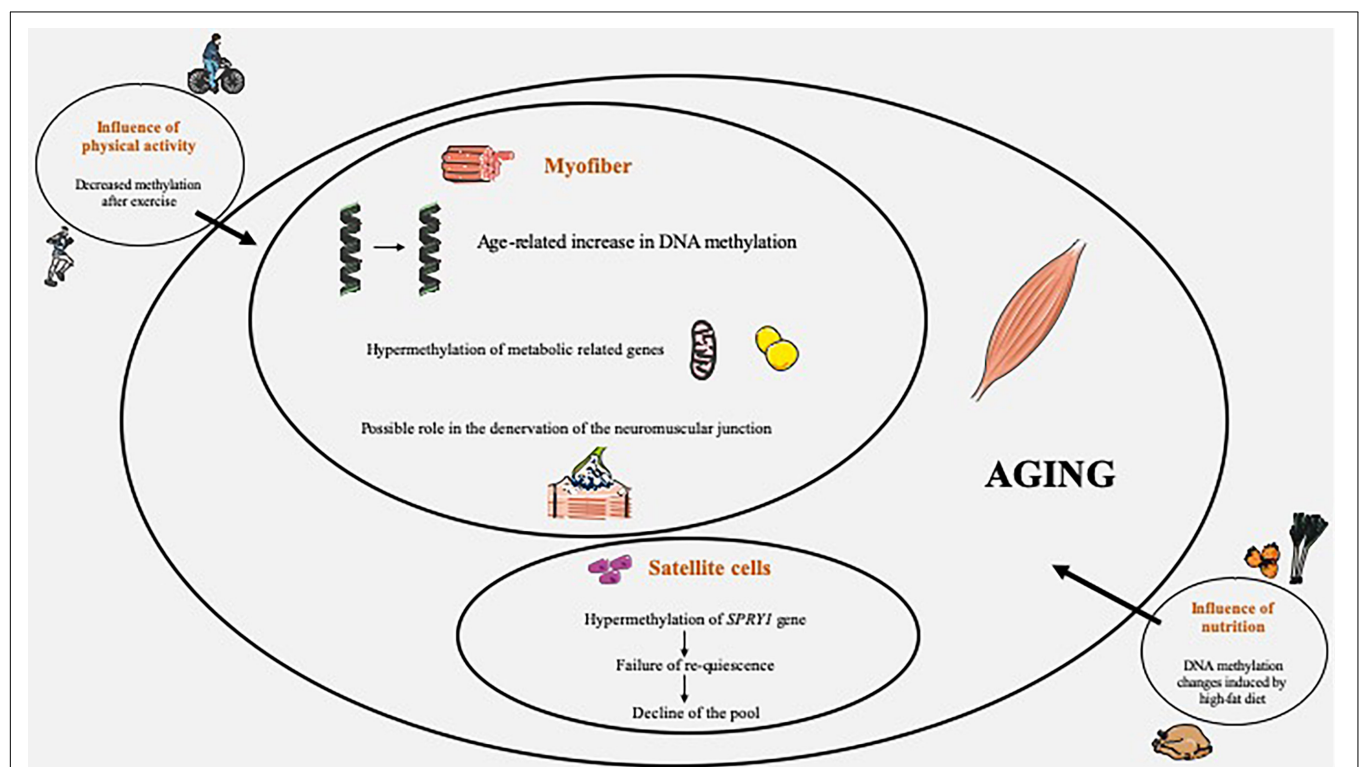 Influence of
physical activity
Decreased methylation
after exercise
Myofiber
Age-related increase in DNA methylation
Hypermethylation of metabolic related genes
Possible role in the denervation of the neuromuscular junction
AGING
Satellite cells
Hypermethylation of SPRY1 gene
Failure of re-quiescence
Decline of the pool
Influence of
nutrition
DNA methylation
changes induced by
high-fat diet